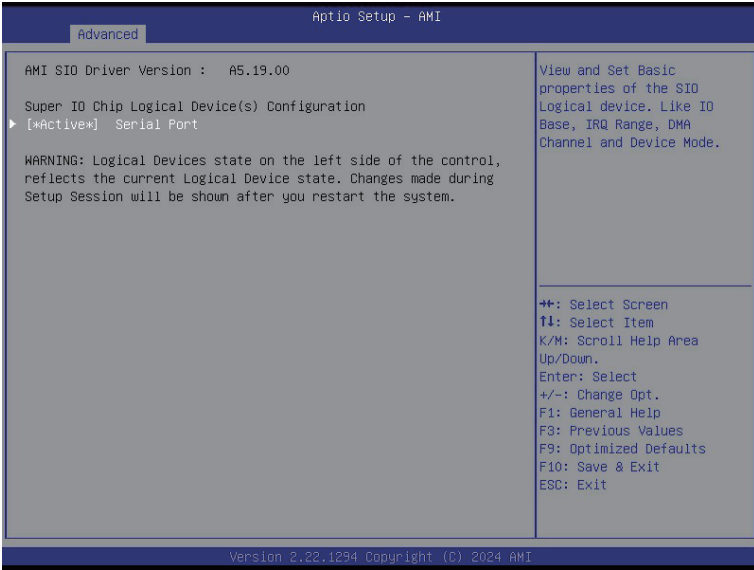 Aptio Setup – AMI
Advanced
AMI SIO Driver Version : A5.19.00
Super IO Chip Logical Device(s) Configuration
[*Active*] Serial Port
WARNING: Logical Devices state on the left side of the control,
reflects the current Logical Device state. Changes made during
Setup Session will be shown after you restart the system.
View and Set Basic
properties of the SIO
Logical device. Like IO
Base, IRQ Range, DMA
Channel and Device Mode.
→←: Select Screen
↑↓: Select Item
K/M: Scroll Help Area
Up/Down.
Enter: Select
+/-: Change Opt.
F1: General Help
F3: Previous Values
F9: Optimized Defaults
F10: Save & Exit
ESC: Exit
Version 2.22.1294 Copyright (C) 2024 AMI